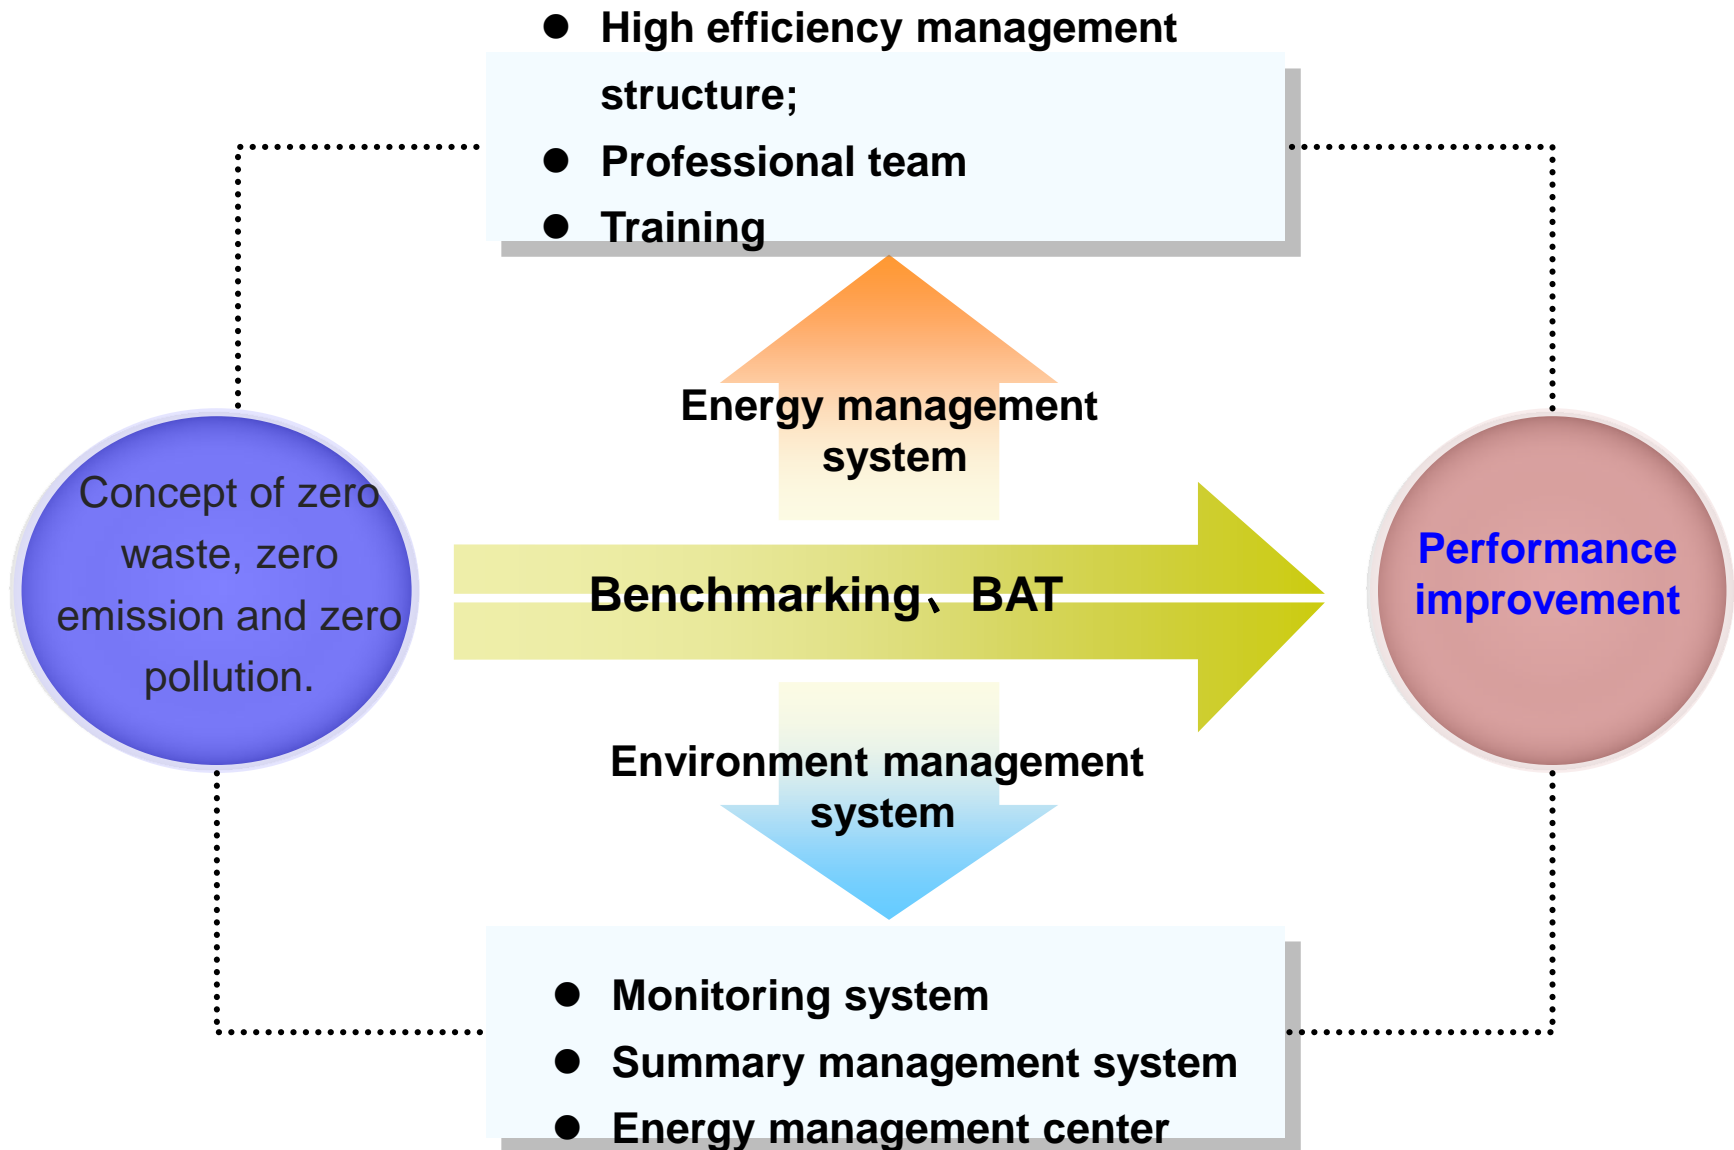 ● High efficiency management
structure;
● Professional team
● Training
Energy management
system
Concept of zero
waste, zero
emission and zero
pollution.
Benchmarking、BAT
Performance
improvement
Environment management
system
● Monitoring system
● Summary management system
● Energy management center